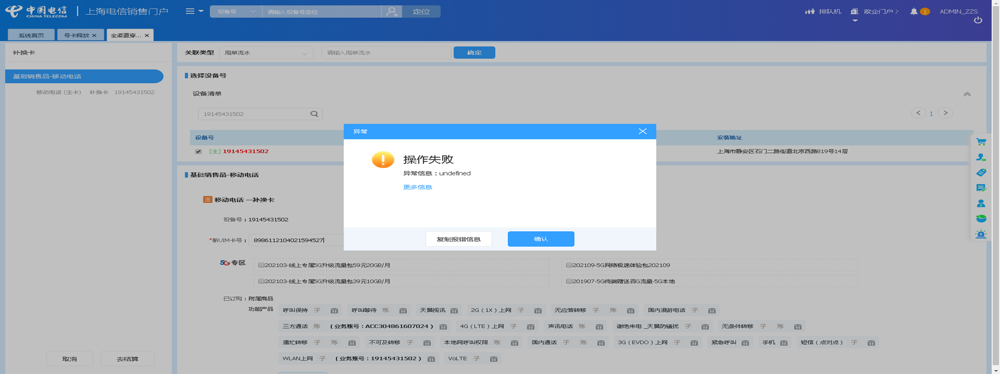 中国电信 CHINA TELECOM 上海电信销售门户 设备号 请输入设备号定位 定位 排队机 政企门户 > 1 ADMIN_ZZS
系统首页 号卡释放 × 全渠道穿... ×
补换卡
基础销售品-移动电话
移动电话 (主卡) 补换卡 19145431502
取消 去结算
关联类型 甩单流水 请输入甩单流水 确定
选择设备号
设备清单
19145431502 < 1 >
设备号 安装地址
[主] 19145431502 上海市静安区石门二路街道北京西路819号14层
基础销售品-移动电话
主 移动电话 —补换卡
设备号：19145431502
*新UIM卡号： 8986112104021594527
5G专区 202103-线上专属5G升级流量包59元20GB/月 202109-5G网络极速体验包202109
202103-线上专属5G升级流量包39元10GB/月 201907-5G终端赠送百G流量-5G本地
已订购：附属商品
功能产品 呼叫保持 子 呼叫等待 账 天翼视讯 2G（1X）上网 子 无应答转移 子 账 国内漫游电话 子
三方通话 账 （业务账号：ACC304861607024） 4G（LTE）上网 子 声讯电话 账 谢绝来电_天翼防骚扰 子 无条件转移 子 账
遇忙转移 子 账 不可及转移 子 本地网呼叫权限 账 国内通话 子 账 3G（EVDO）上网 子 紧急呼叫 手机 短信（点对点） 子
WLAN上网 子 （业务账号：19145431502） VoLTE 子
异常
操作失败
异常信息：undefined
更多信息
复制报错信息 确认